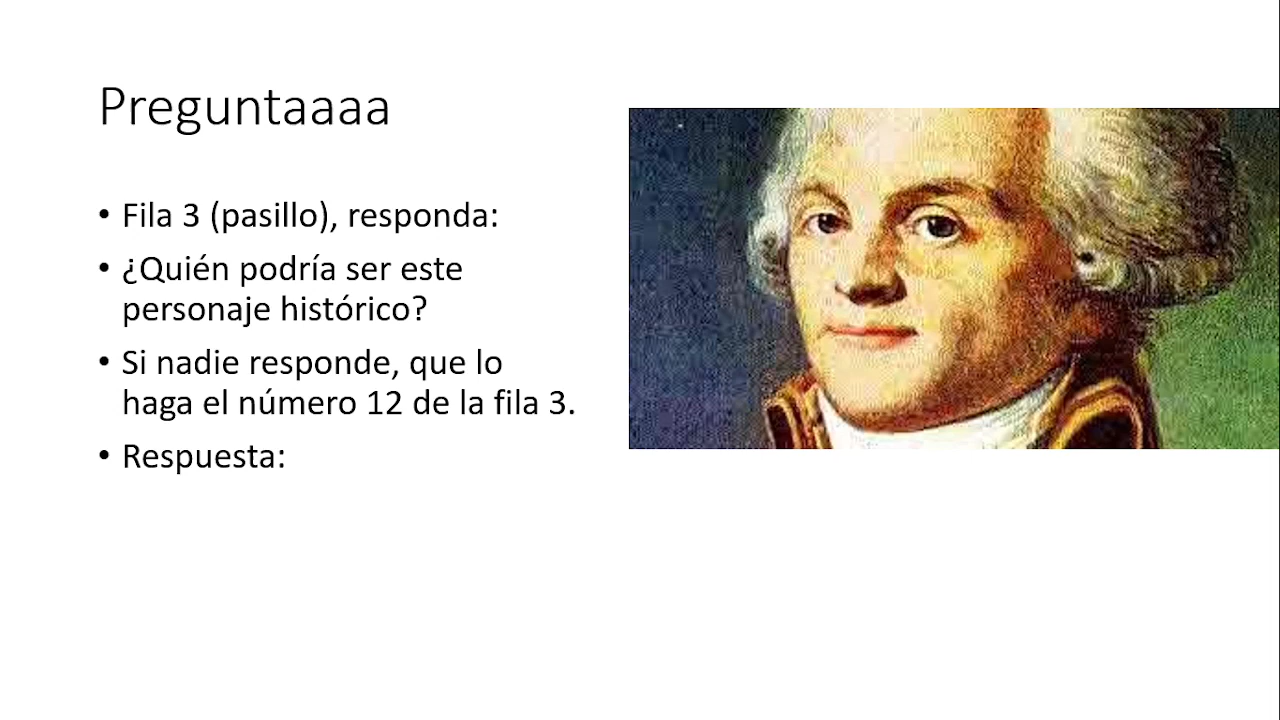 Preguntaaaa
• Fila 3 (pasillo), responda:
• ¿Quién podría ser este
personaje histórico?
• Si nadie responde, que lo
haga el número 12 de la fila 3.
• Respuesta: